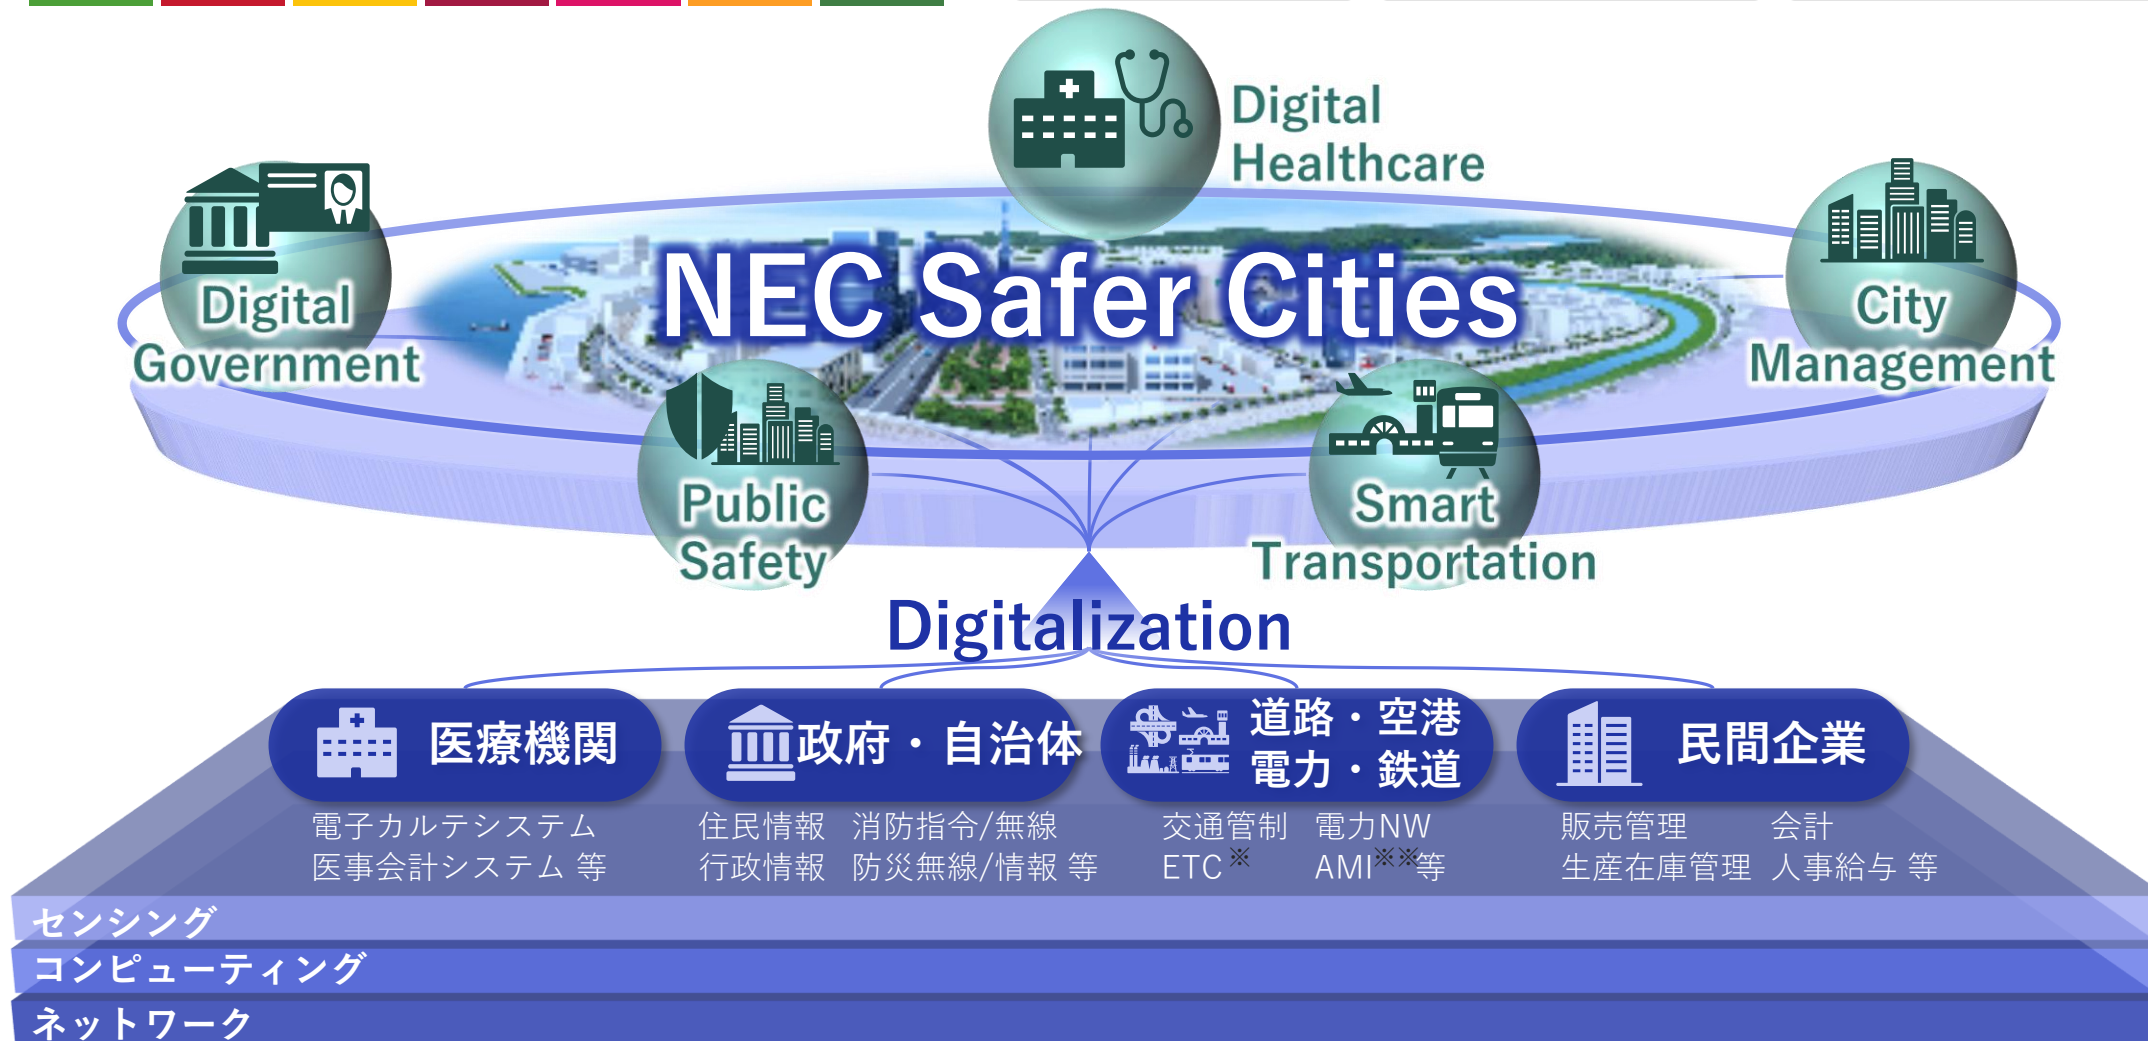 Digital
Healthcare
Digital
Government
NEC Safer Cities
City
Management
Public
Safety
Smart
Transportation
Digitalization
医療機関
電子カルテシステム
医事会計システム 等
政府・自治体
住民情報 消防指令/無線
行政情報 防災無線/情報 等
道路・空港
電力・鉄道
交通管制 電力NW
ETC※ AMI※※等
民間企業
販売管理 会計
生産在庫管理 人事給与 等
センシング
コンピューティング
ネットワーク